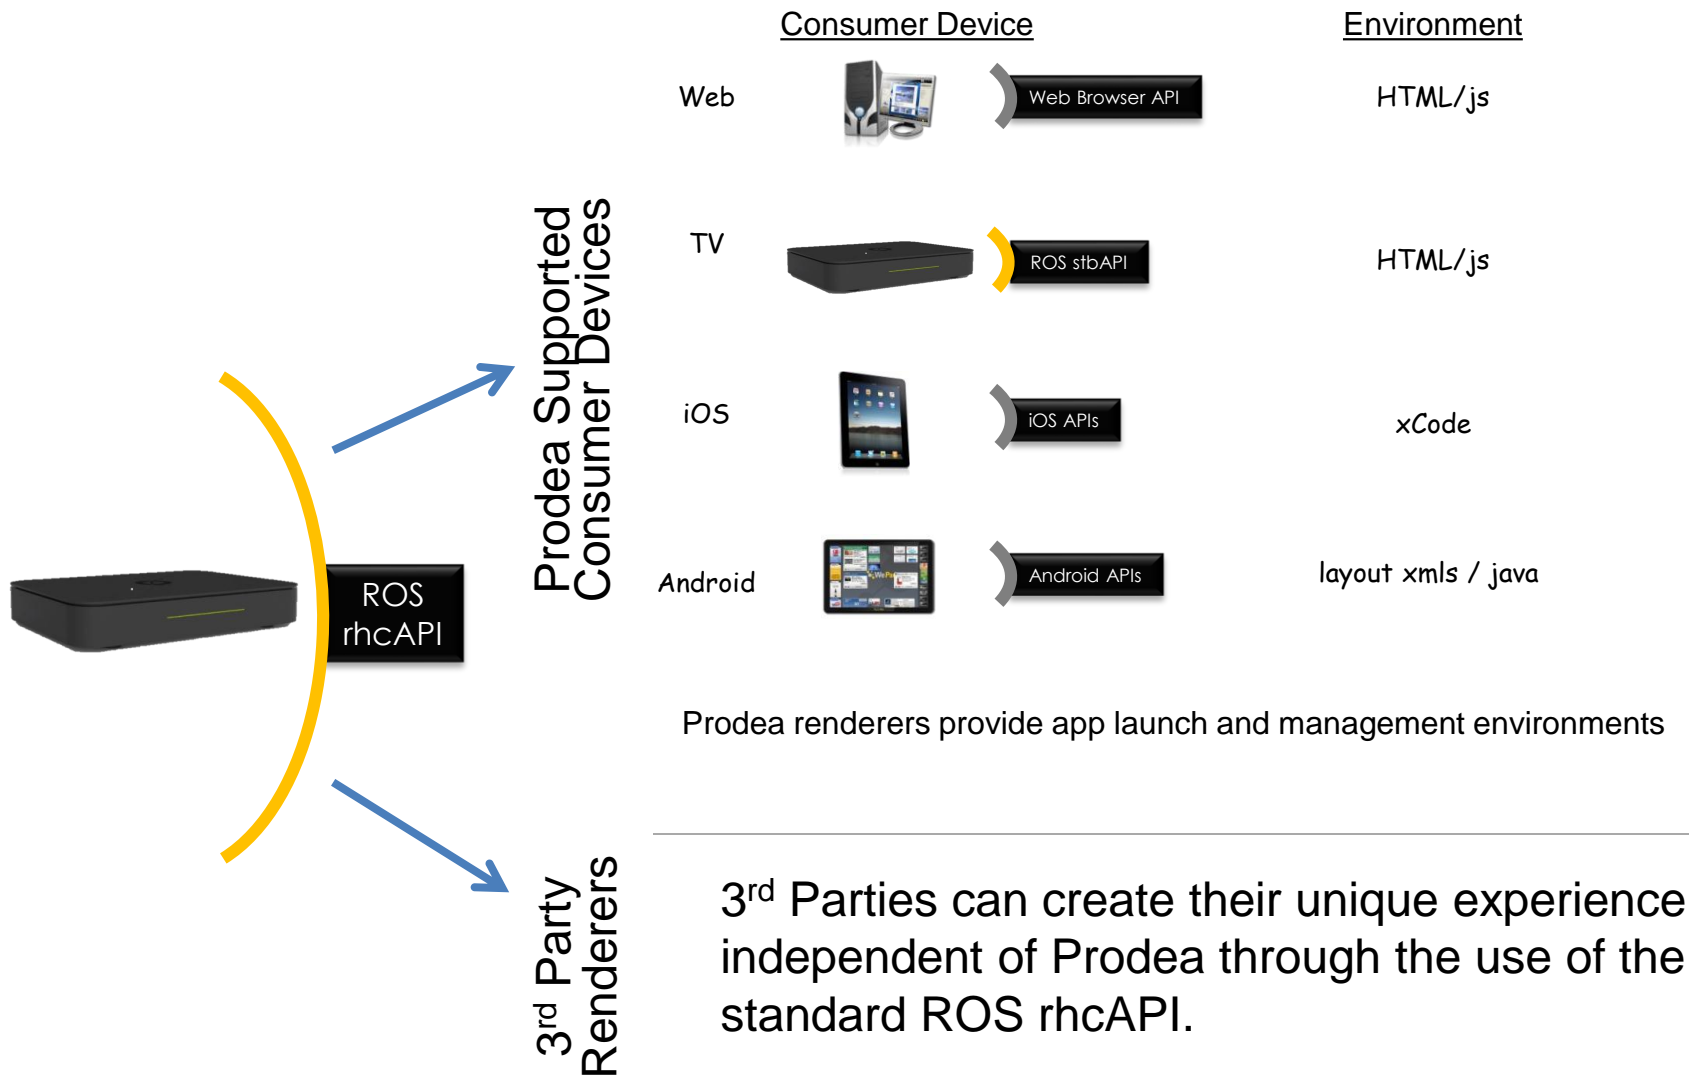 Consumer Device
Environment
Web
Web Browser API
HTML/js
TV
ROS stbAPI
HTML/js
iOS
iOS APIs
xCode
Android
Android APIs
layout xmls / java
Prodea Supported
Consumer Devices
ROS
rhcAPI
Prodea renderers provide app launch and management environments
3rd Party
Renderers
3rd Parties can create their unique experience
independent of Prodea through the use of the
standard ROS rhcAPI.